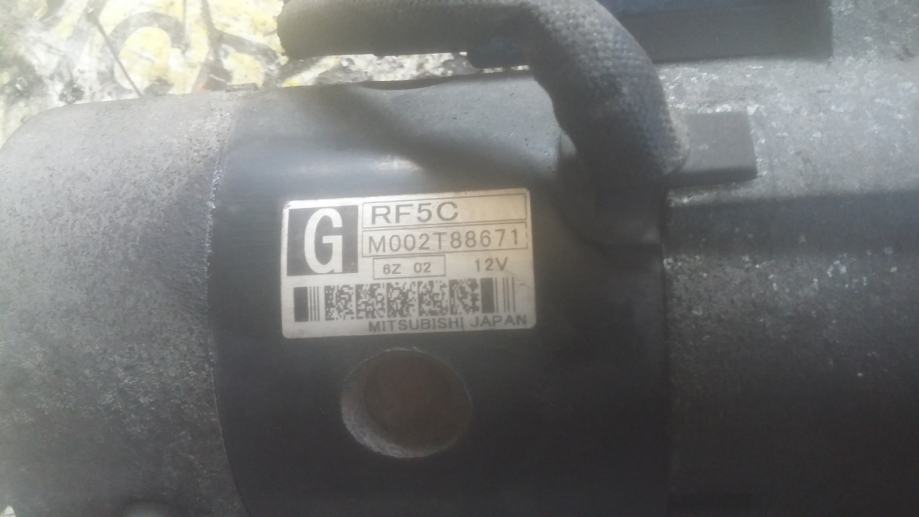 G
RF5C
M002T88671
6Z 02 12V
MITSUBISHI JAPAN